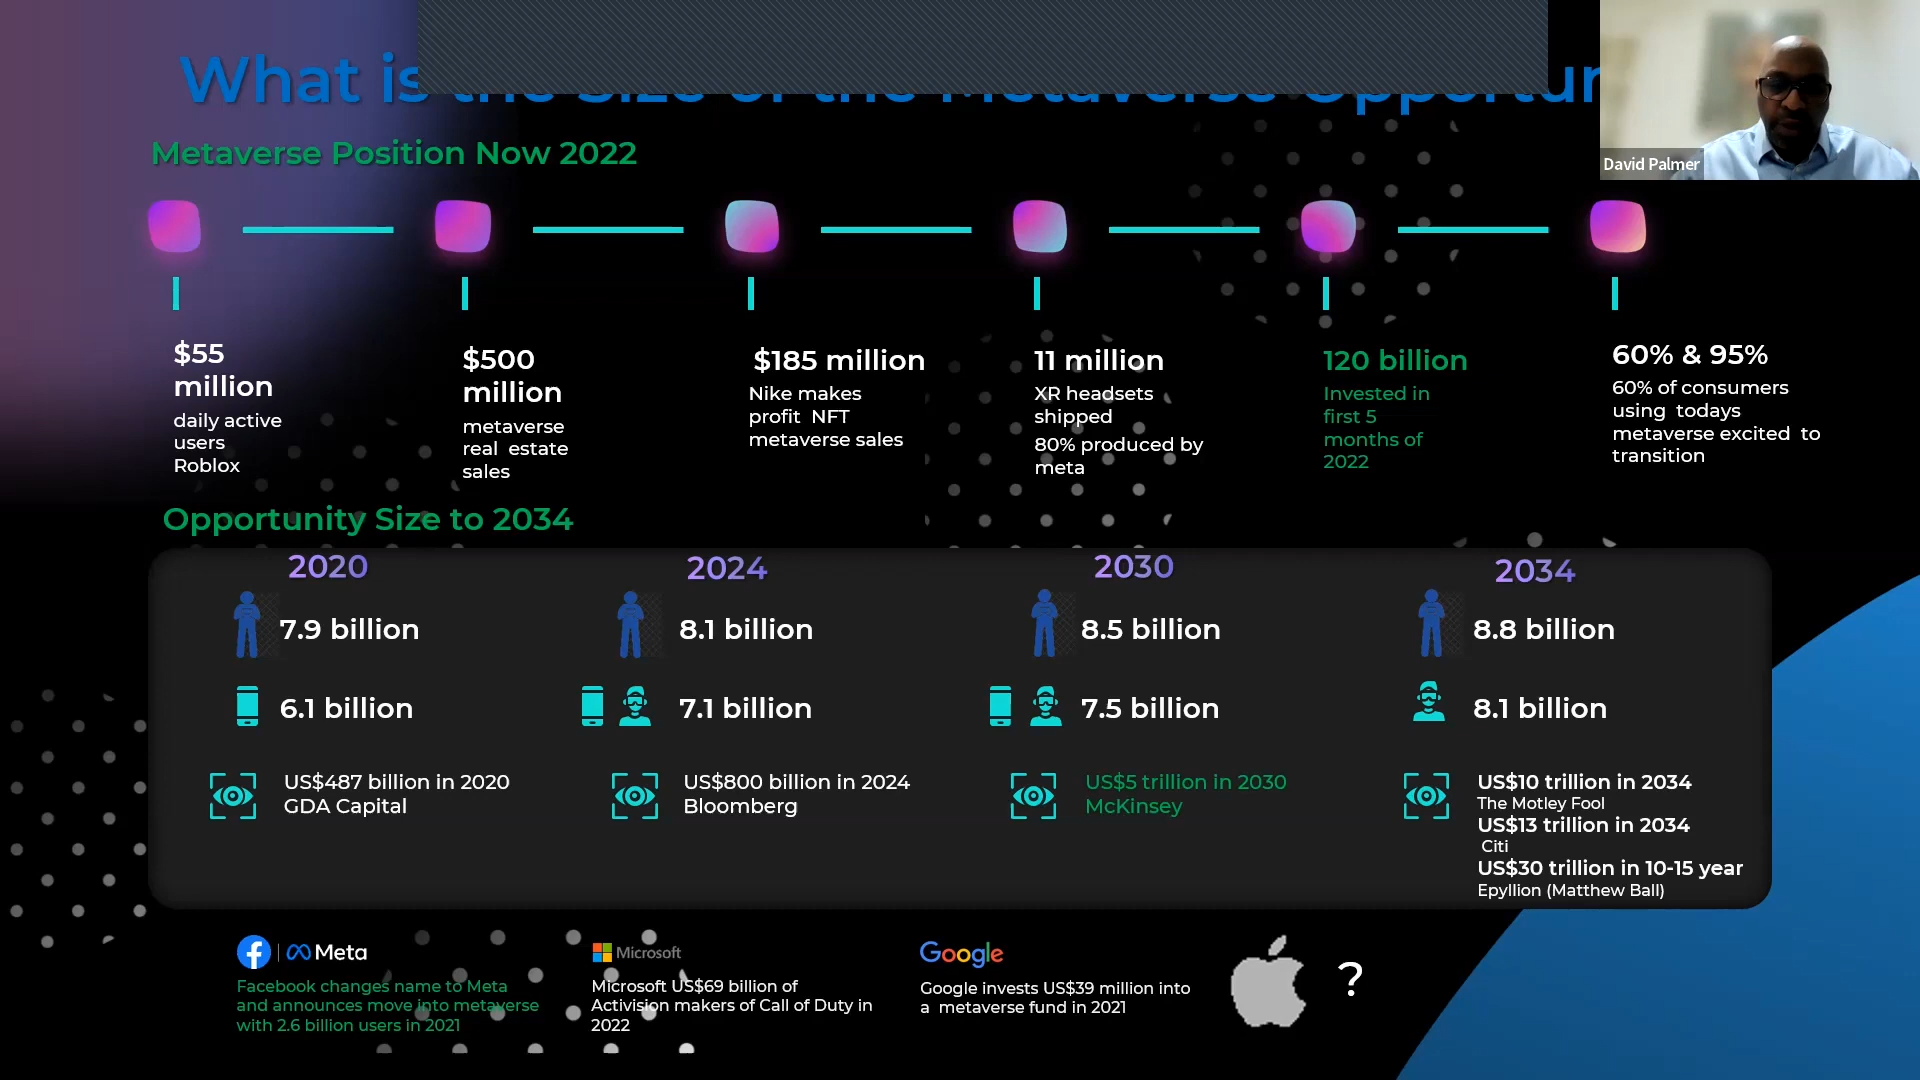 What is the Size of the Metaverse Opportun
David Palmer
Metaverse Position Now 2022
$55
million
daily active
users
Roblox
$500
million
metaverse
real estate
sales
$185 million
Nike makes
profit NFT
metaverse sales
11 million
XR headsets
shipped
80% produced by
meta
120 billion
Invested in
first 5
months of
2022
60% & 95%
60% of consumers
using todays
metaverse excited to
transition
Opportunity Size to 2034
2020
2024
2030
2034
7.9 billion
8.1 billion
8.5 billion
8.8 billion
6.1 billion
7.1 billion
7.5 billion
8.1 billion
US$487 billion in 2020
GDA Capital
US$800 billion in 2024
Bloomberg
US$5 trillion in 2030
McKinsey
US$10 trillion in 2034
The Motley Fool
US$13 trillion in 2034
Citi
US$30 trillion in 10-15 year
Epyllion (Matthew Ball)
Meta
Facebook changes name to Meta
and announces move into metaverse
with 2.6 billion users in 2021
Microsoft
Microsoft US$69 billion of
Activision makers of Call of Duty in
2022
Google
Google invests US$39 million into
a metaverse fund in 2021
?